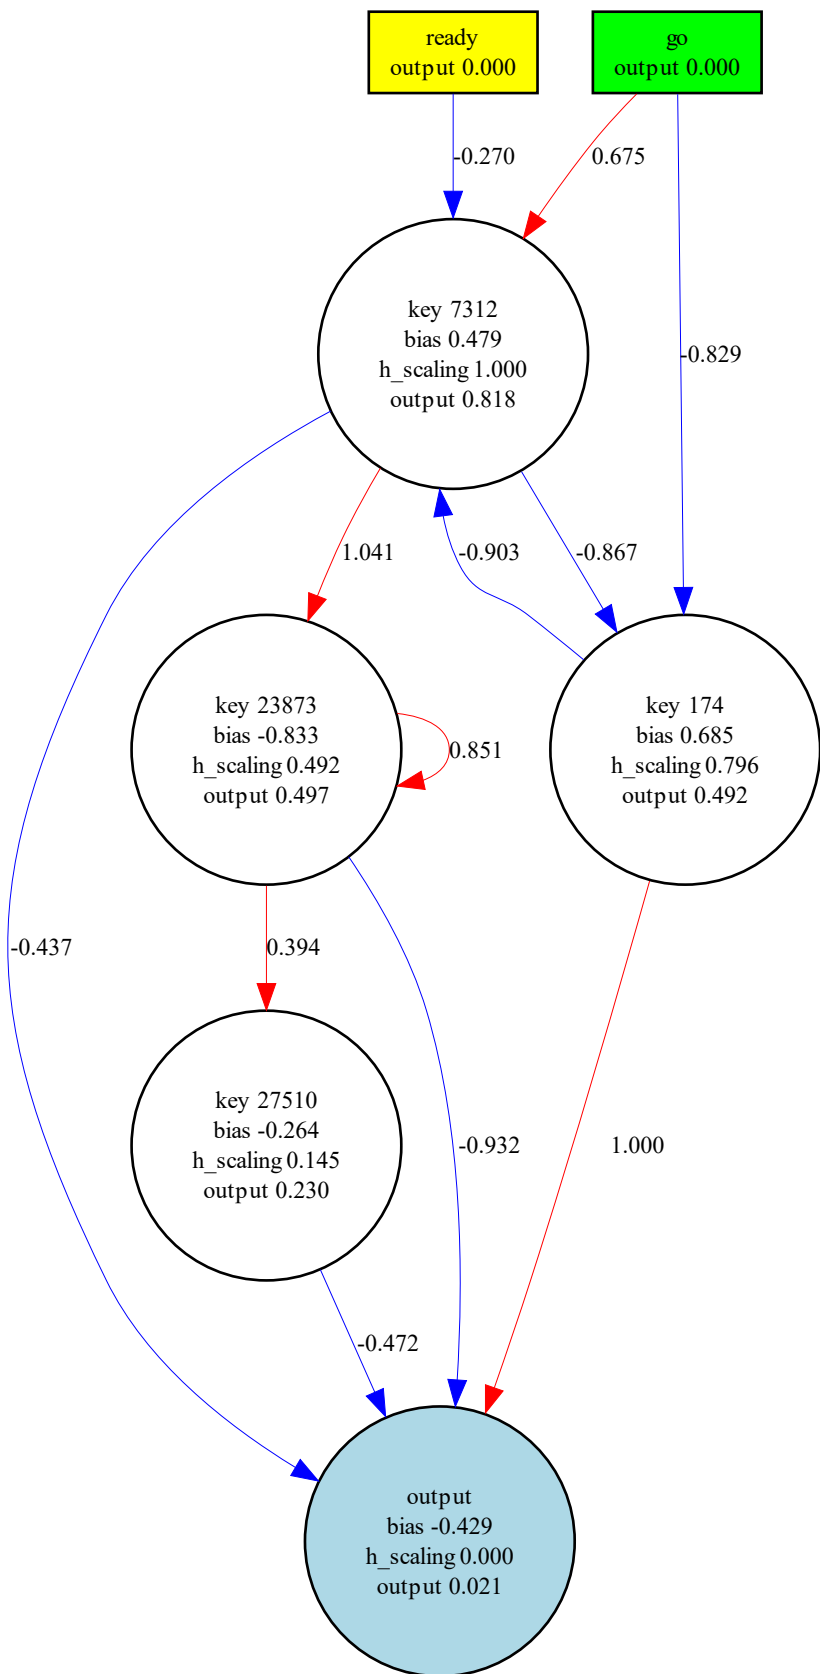 ready
output 0.000
go
output 0.000
-0.270
0.675
key 7312
bias 0.479
h_scaling 1.000
output 0.818
-0.829
1.041
-0.903
-0.867
key 23873
bias -0.833
h_scaling 0.492
output 0.497
0.851
key 174
bias 0.685
h_scaling 0.796
output 0.492
-0.437
0.394
key 27510
bias -0.264
h_scaling 0.145
output 0.230
-0.932
1.000
-0.472
output
bias -0.429
h_scaling 0.000
output 0.021